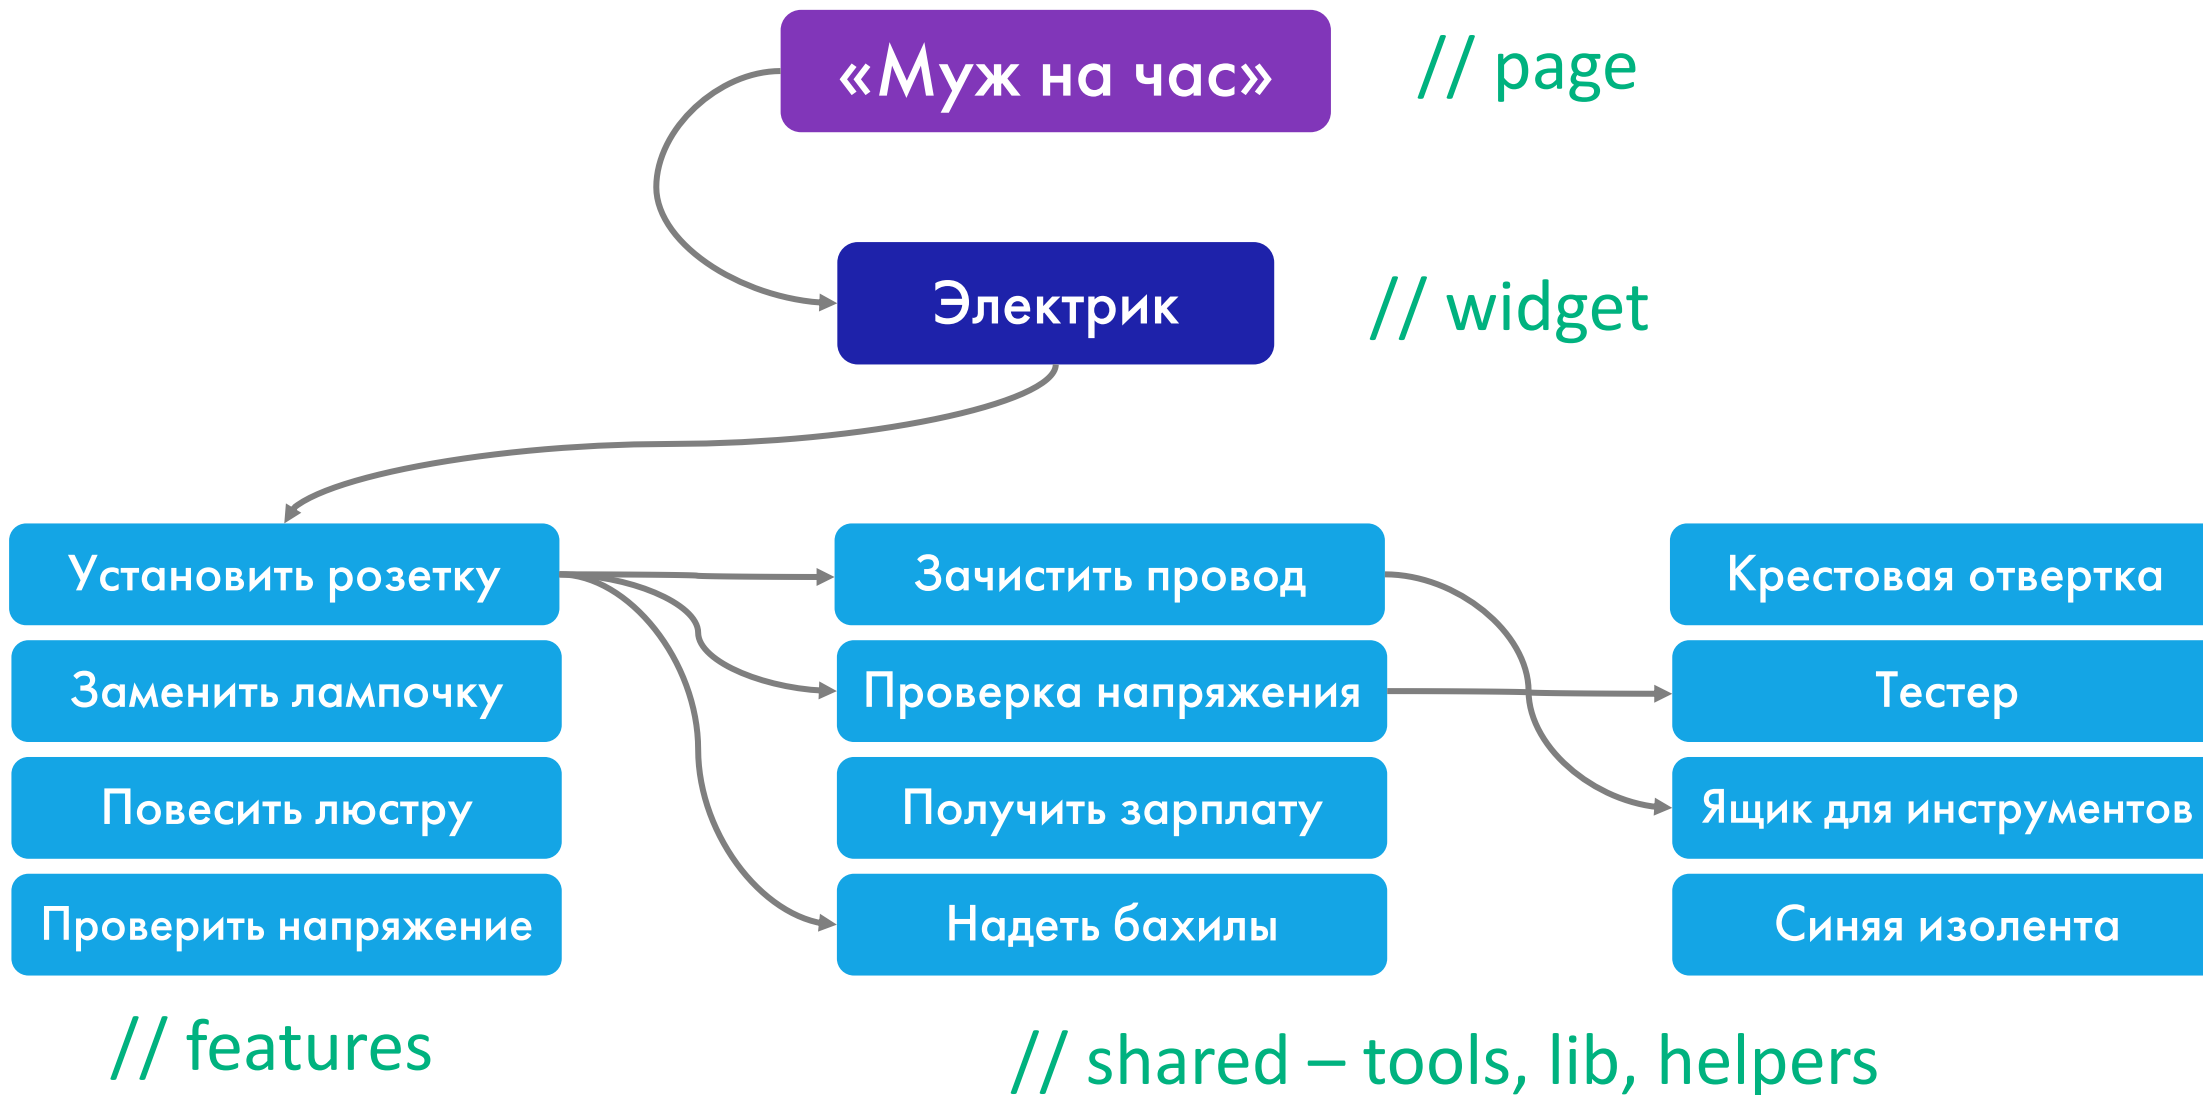 «Муж на час»
// page
Электрик
// widget
Установить розетку
Зачистить провод
Крестовая отвертка
Заменить лампочку
Проверка напряжения
Тестер
Повесить люстру
Получить зарплату
Ящик для инструментов
Проверить напряжение
Надеть бахилы
Синяя изолента
// features
// shared – tools, lib, helpers